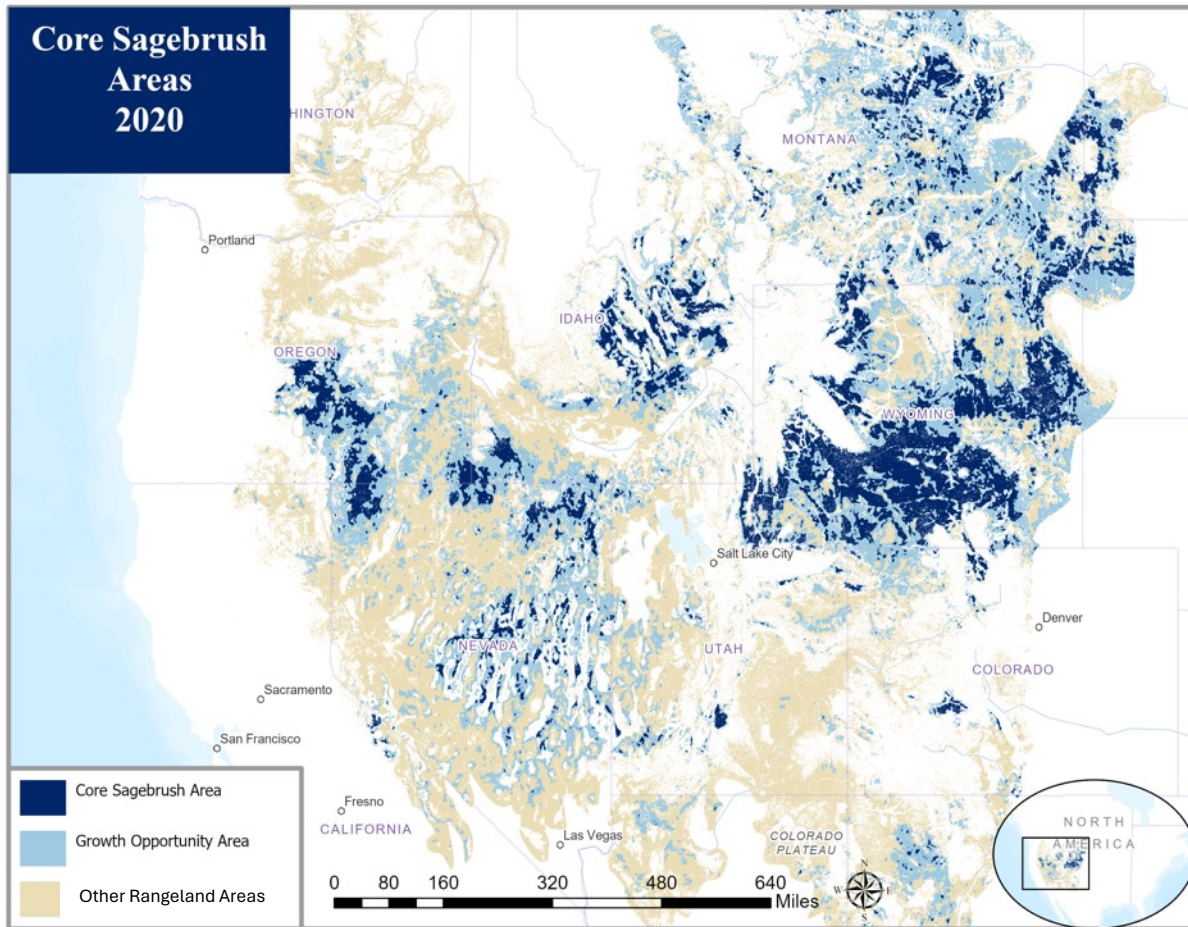 Core Sagebrush
Areas
2020
HINGTON
MONTANA
Portland
IDAHO
OREGON
WYOMING
Salt Lake City
Denver
NEVADA
UTAH
COLORADO
Sacramento
San Francisco
Core Sagebrush Area
Growth Opportunity Area
Other Rangeland Areas
Fresno
CALIFORNIA
Las Vegas
COLORADO
PLATEAU
0 80 160 320 480 640
Miles
N
W E
S
NORTH
AMERICA